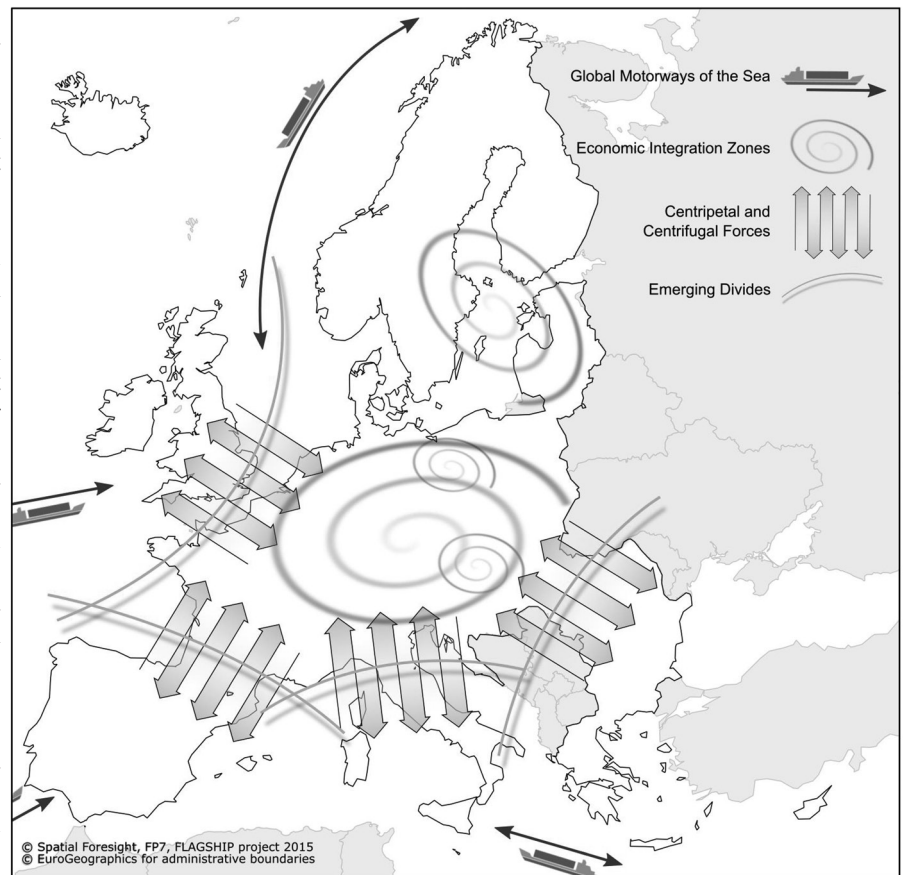 Global Motorways of the Sea
Economic Integration Zones
Centripetal and
Centrifugal Forces
Emerging Divides
© Spatial Foresight, FP7, FLAGSHIP project 2015
© EuroGeographics for administrative boundaries